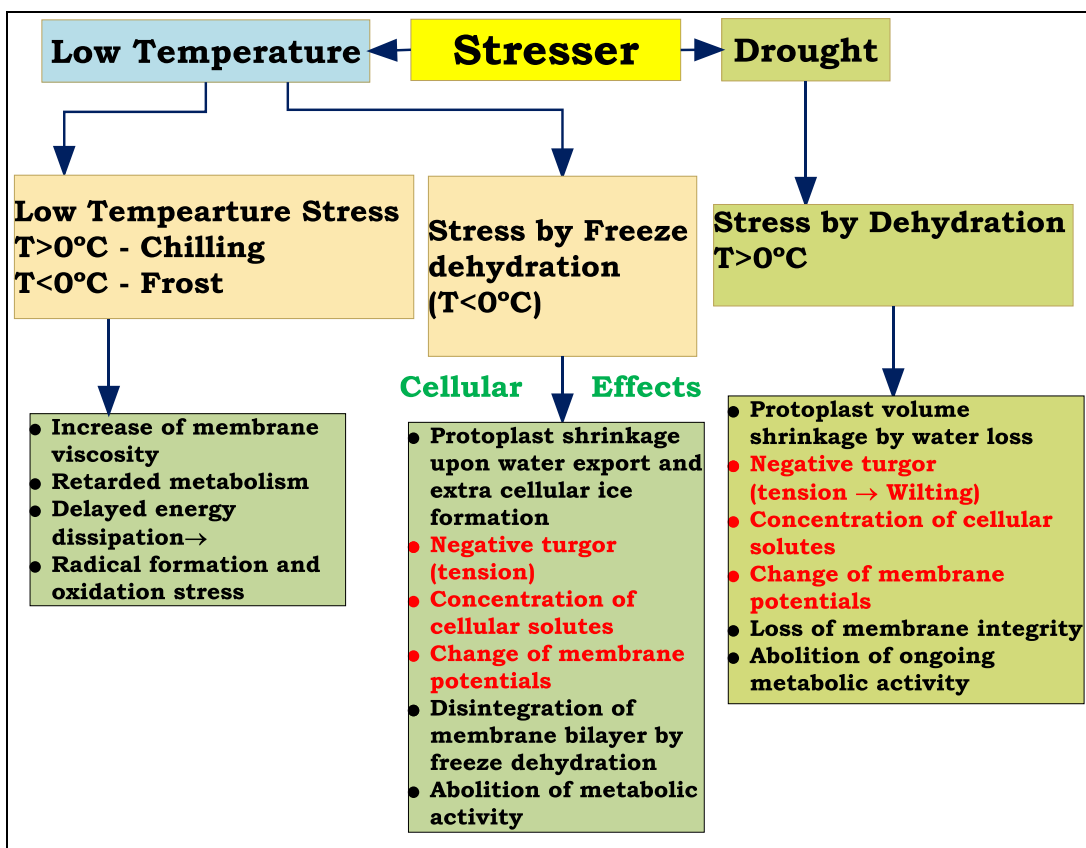 Low Temperature
Stresser
Drought
Low Tempearture Stress
T>0ºC - Chilling
T<0ºC - Frost
Stress by Freeze
dehydration
(T<0ºC)
Stress by Dehydration
T>0ºC
Cellular Effects
● Increase of membrane
viscosity
● Retarded metabolism
● Delayed energy
dissipation→
● Radical formation and
oxidation stress
● Protoplast shrinkage
upon water export and
extra cellular ice
formation
● Negative turgor
(tension)
● Concentration of
cellular solutes
● Change of membrane
potentials
● Disintegration of
membrane bilayer by
freeze dehydration
● Abolition of metabolic
activity
● Protoplast volume
shrinkage by water loss
● Negative turgor
(tension → Wilting)
● Concentration of cellular
solutes
● Change of membrane
potentials
● Loss of membrane integrity
● Abolition of ongoing
metabolic activity